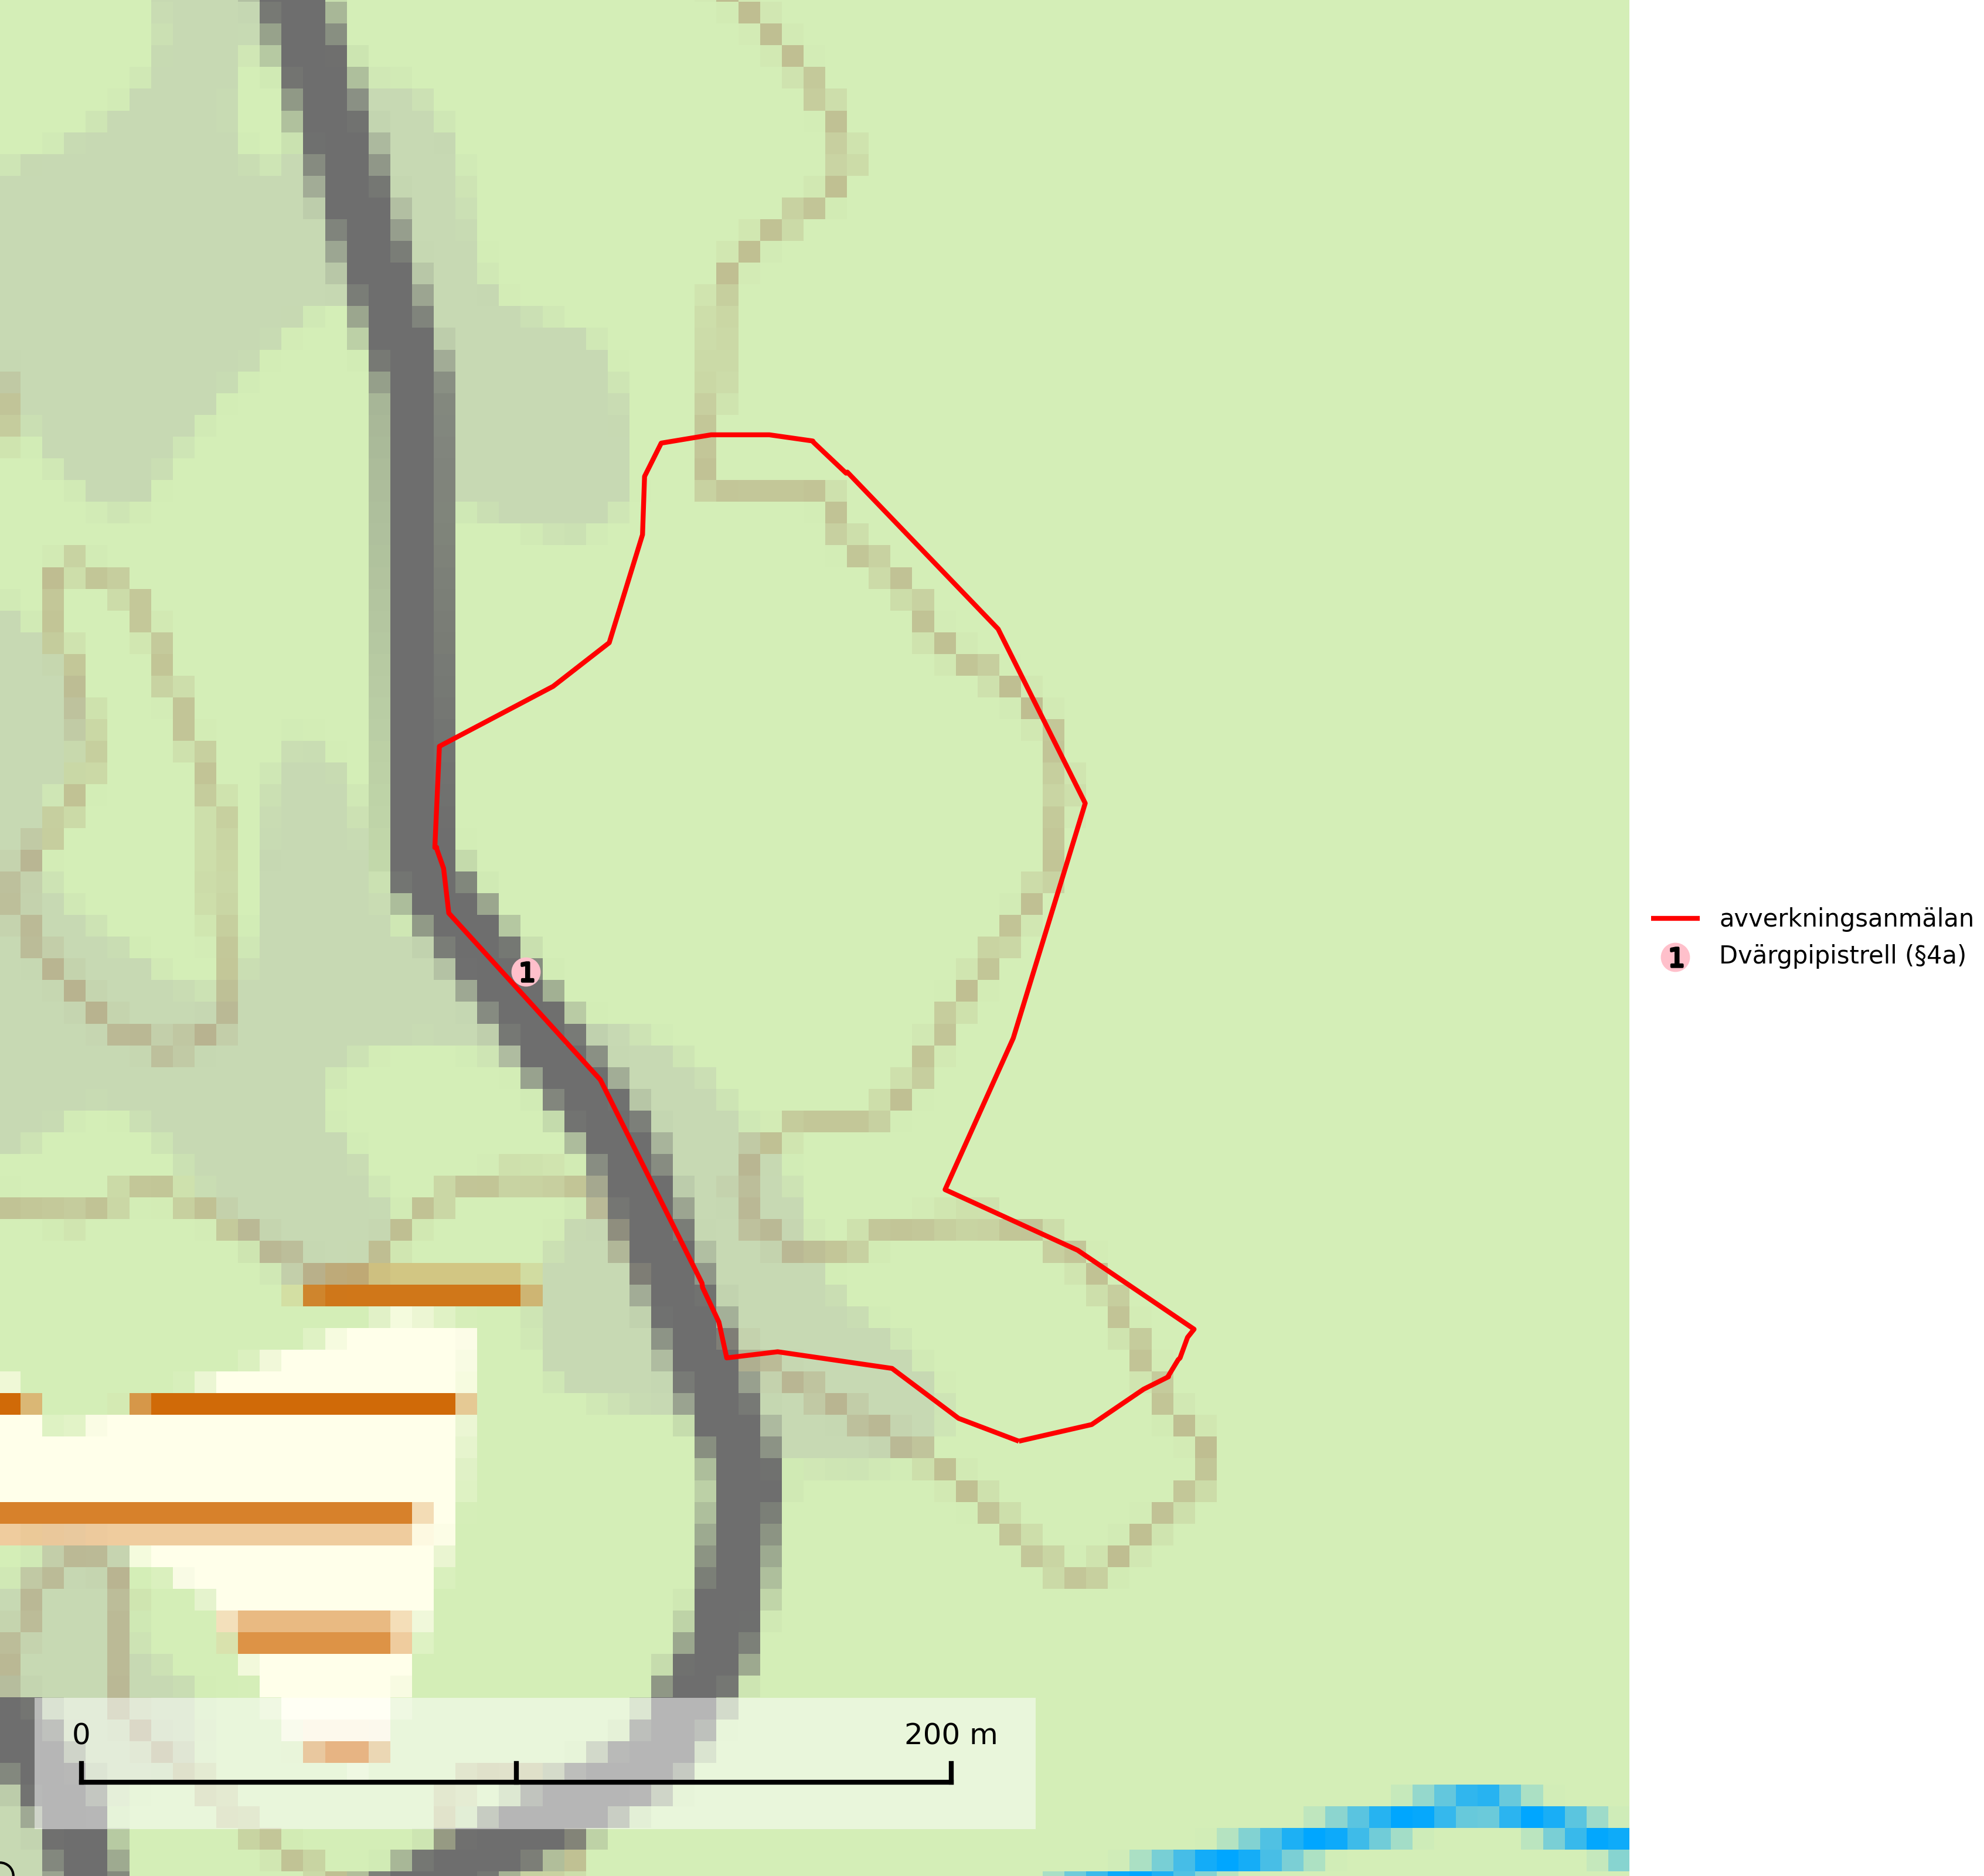 1
avverkningsanmälan
1 Dvärgpipistrell (§4a)
0 200 m